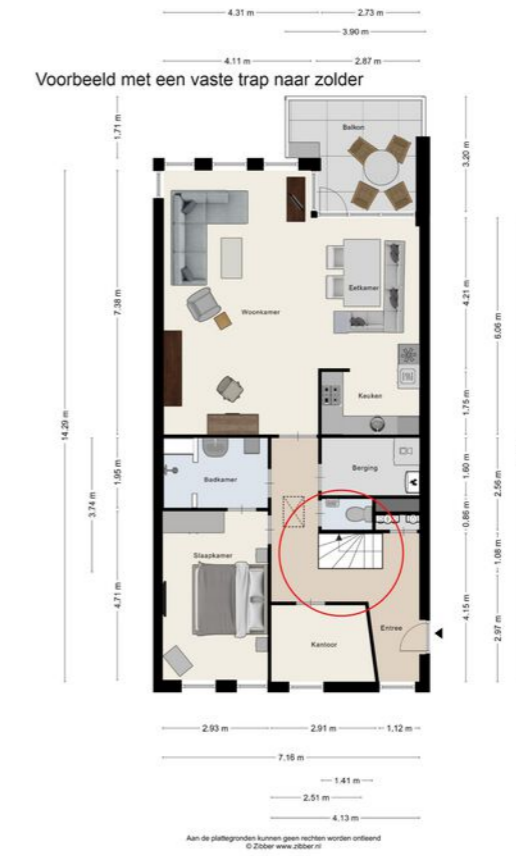 4.31 m
2.73 m
3.90 m
4.11 m
2.87 m
Voorbeeld met een vaste trap naar zolder
1.71 m
Balkon
3.20 m
14.29 m
7.38 m
Woonkamer
Eetkamer
4.21 m
6.06 m
Keuken
1.75 m
3.74 m
1.95 m
Badkamer
Berging
1.60 m
2.56 m
0.86 m
4.71 m
Slaapkamer
1.08 m
4.15 m
Kantoor
Entree
2.97 m
2.93 m
2.91 m
1.12 m
7.16 m
1.41 m
2.51 m
4.13 m
Aan de plattegronden kunnen geen rechten worden ontleend
© Zibber www.zibber.nl